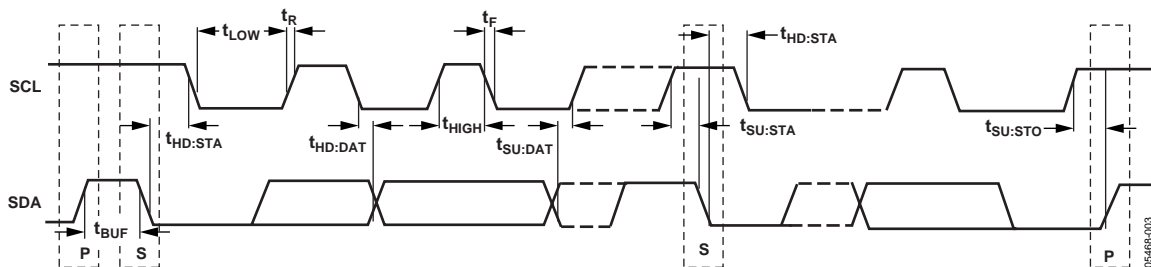 tR
tF
tLOW
tHD:STA
SCL
tHIGH
tHD:STA
tHD:DAT
tSU:DAT
tSU:STA
tSU:STO
SDA
tBUF
P
S
S
P
05468-003